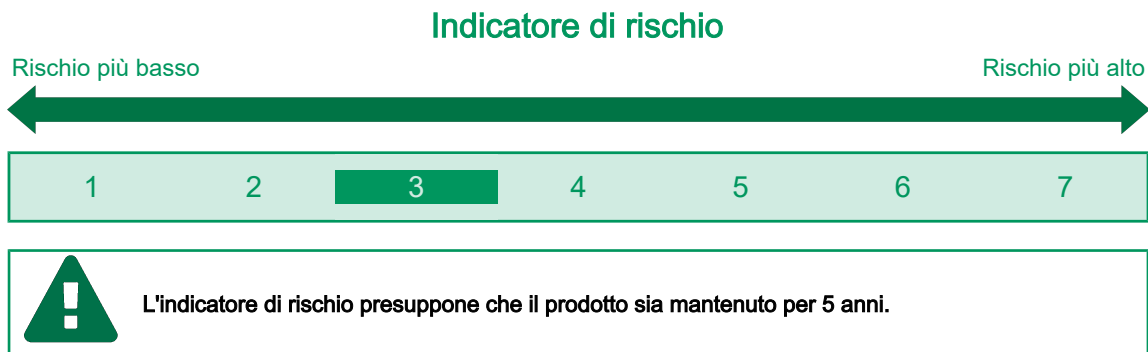 Indicatore di rischio
Rischio più basso
Rischio più alto
1 2 3 4 5 6 7
L'indicatore di rischio presuppone che il prodotto sia mantenuto per 5 anni.